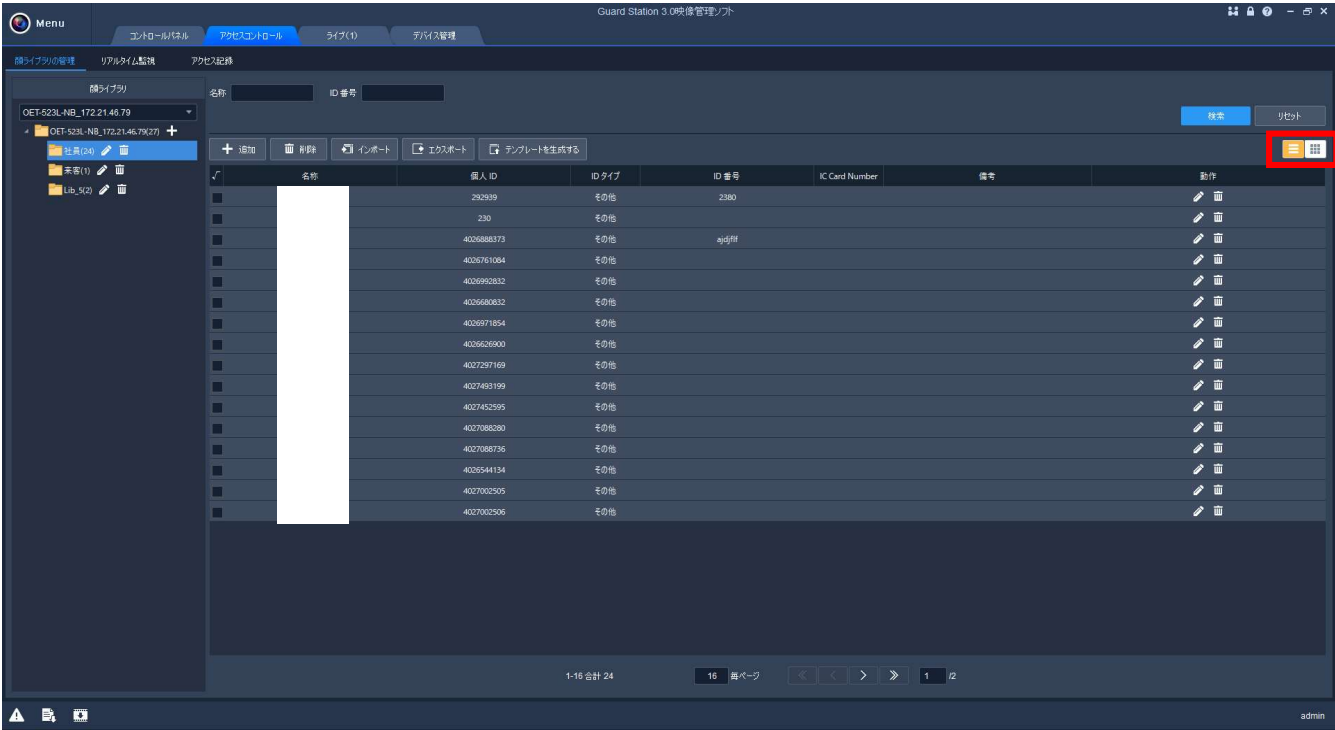 Guard Station 3.0映像管理ソフト
Menu
コントロールパネル アクセスコントロール ライブ(1) デバイス管理
顔ライブラリの管理 リアルタイム監視 アクセス記録
顔ライブラリ
名称 ID 番号
OET-523L-NB_172.21.46.79
検索 リセット
OET-523L-NB_172.21.46.79(27)
社員(24)
来客(1)
Lib_5(2)
追加 削除 インポート エクスポート テンプレートを生成する
√ 名称 個人 ID ID タイプ ID 番号 IC Card Number 備考 動作
292939 その他 2380
230 その他
4026888373 その他 ajdjflf
4026761084 その他
4026992832 その他
4026680832 その他
4026971854 その他
4026626900 その他
4027297169 その他
4027493199 その他
4027452595 その他
4027088280 その他
4027088736 その他
4026544134 その他
4027002505 その他
4027002506 その他
1-16 合計 24 16 毎ページ 1 /2
admin